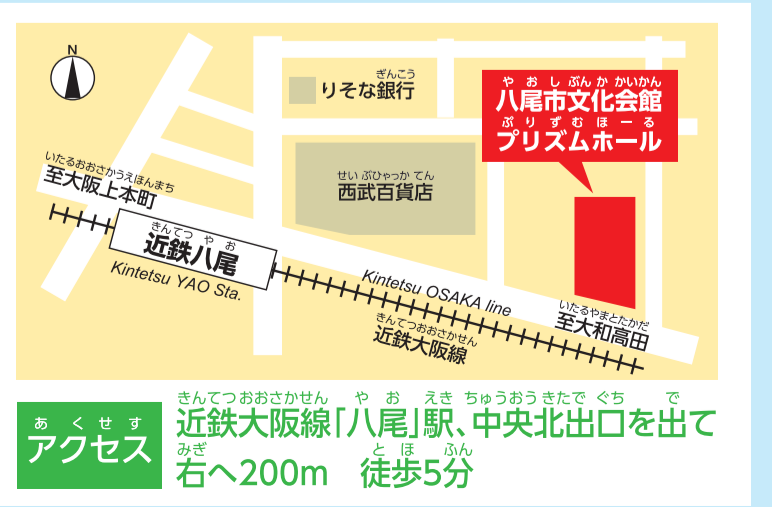 N
ぎんこう
りそな銀行
やおしぶんかかいかん
八尾市文化会館
ぷりずむほーる
プリズムホール
いたるおおさかうえほんまち
至大阪上本町
せいぶひゃっかてん
西武百貨店
きんてつやお
近鉄八尾
Kintetsu YAO Sta.
Kintetsu OSAKA line
きんてつおおさかせん
近鉄大阪線
いたるやまとたかだ
至大和高田
あくせす
アクセス
きんてつおおさかせん やお えき ちゅうおうきたでぐち で
近鉄大阪線「八尾」駅、中央北出口を出て
みぎ とほ ふん
右へ200m 徒歩5分